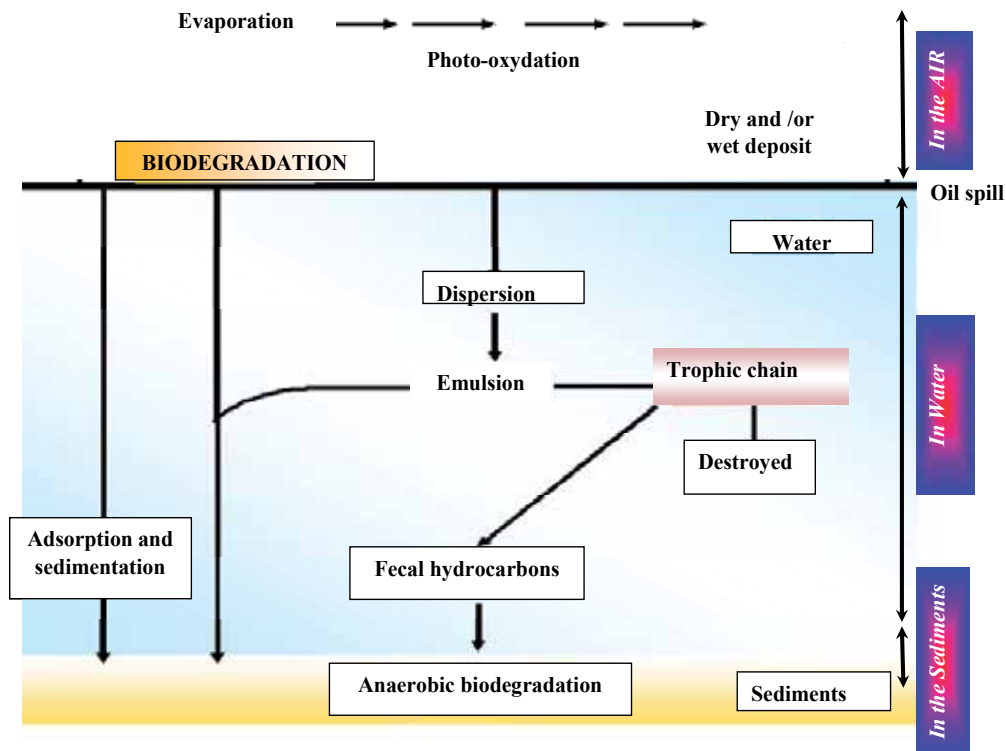 Evaporation
Photo-oxydation
In the AIR
Dry and /or
wet deposit
BIODEGRADATION
Oil spill
Water
Dispersion
In Water
Emulsion
Trophic chain
Destroyed
Adsorption and
sedimentation
Fecal hydrocarbons
In the Sediments
Anaerobic biodegradation
Sediments